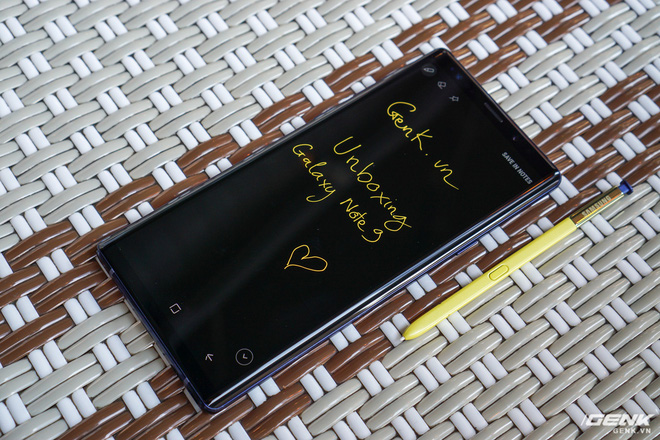 SAVE IN NOTES
GenK.vn
Unboxing
Galaxy Note 9
SAMSUNG
GENK
GENK.VN